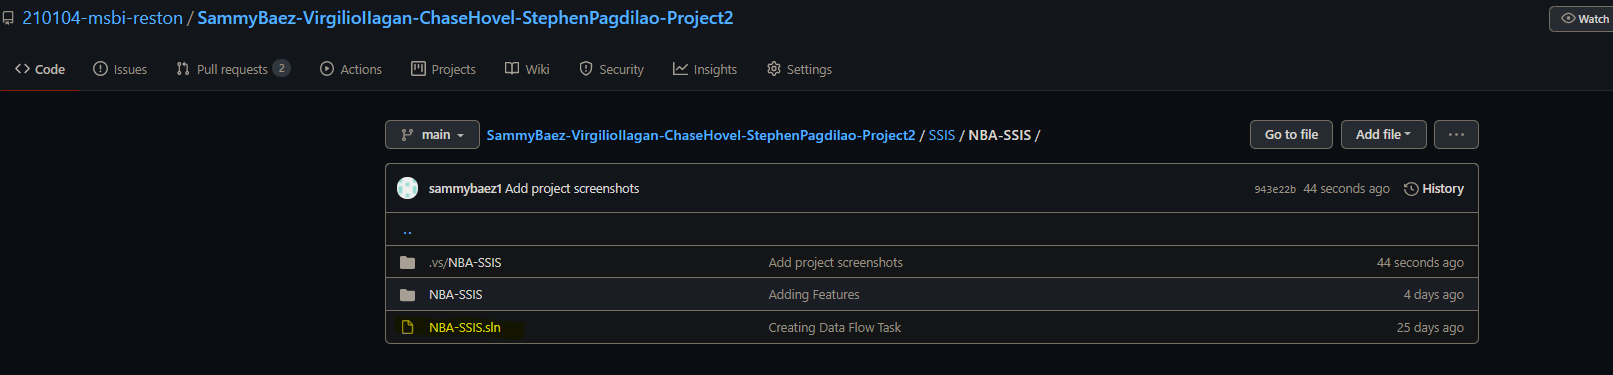 210104-msbi-reston / SammyBaez-VirgilioIlagan-ChaseHovel-StephenPagdilao-Project2
Watch
Code Issues Pull requests 2 Actions Projects Wiki Security Insights Settings
main SammyBaez-VirgilioIlagan-ChaseHovel-StephenPagdilao-Project2 / SSIS / NBA-SSIS / Go to file Add file ...
sammybaez1 Add project screenshots 943e22b 44 seconds ago History
..
.vs/NBA-SSIS Add project screenshots 44 seconds ago
NBA-SSIS Adding Features 4 days ago
NBA-SSIS.sln Creating Data Flow Task 25 days ago